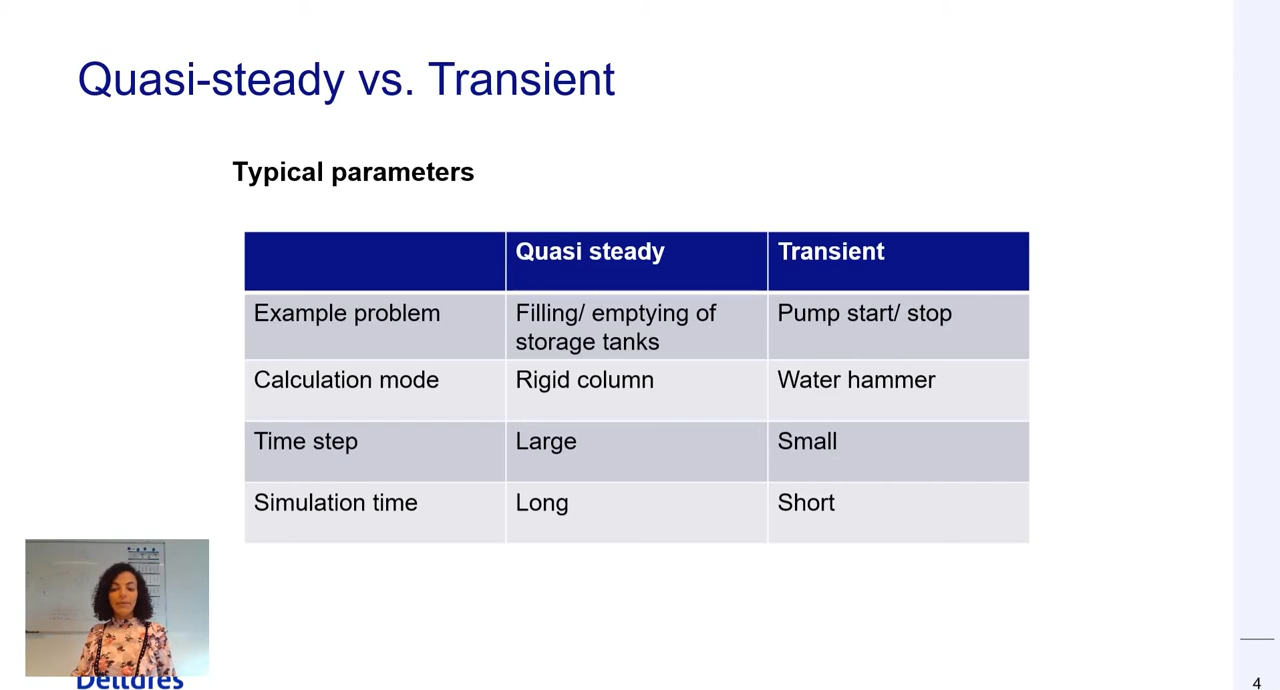 Quasi-steady vs. Transient
Typical parameters
Quasi steady Transient
Example problem Filling/ emptying of storage tanks Pump start/ stop
Calculation mode Rigid column Water hammer
Time step Large Small
Simulation time Long Short
Deltares
4